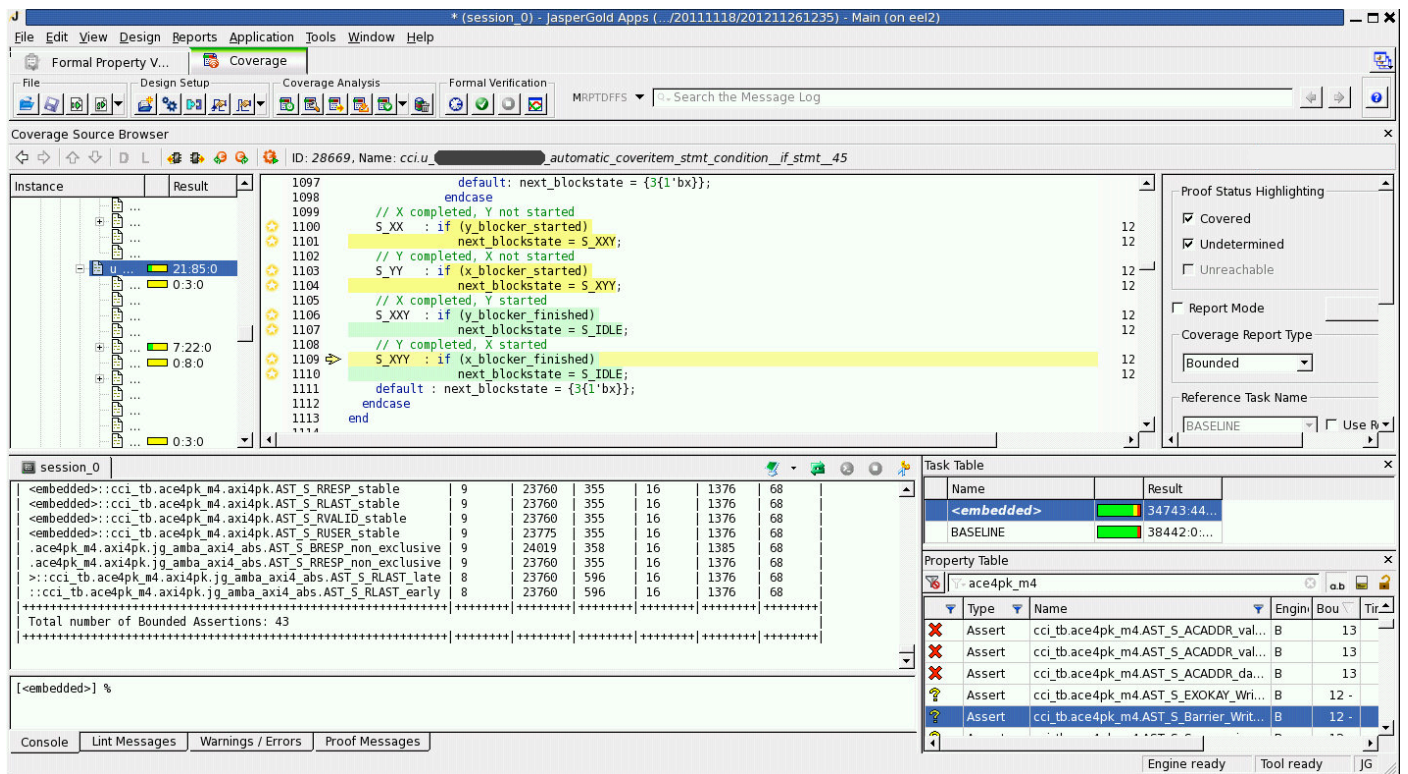 * (session_0) - JasperGold Apps (.../20111118/201211261235) - Main (on eel2)
File Edit View Design Reports Application Tools Window Help
Formal Property V... Coverage
File Design Setup Coverage Analysis Formal Verification
MRPTDFFS Search the Message Log
Coverage Source Browser
D L ID: 28669, Name: cci.u_ _automatic_coveritem_stmt_condition__if_stmt__45
Instance Result
...
...
...
...
u ... 21:85:0
... 0:3:0
...
...
... 7:22:0
... 0:8:0
...
...
...
...
... 0:3:0
1097 default: next_blockstate = {3{1'bx}};
1098 endcase
1099 // X completed, Y not started
1100 S_XX : if (y_blocker_started) 12
1101 next_blockstate = S_XXY; 12
1102 // Y completed, X not started
1103 S_YY : if (x_blocker_started) 12
1104 next_blockstate = S_XYY; 12
1105 // X completed, Y started
1106 S_XXY : if (y_blocker_finished) 12
1107 next_blockstate = S_IDLE; 12
1108 // Y completed, X started
1109 S_XYY : if (x_blocker_finished) 12
1110 next_blockstate = S_IDLE; 12
1111 default : next_blockstate = {3{1'bx}};
1112 endcase
1113 end
1114
Proof Status Highlighting
Covered
Undetermined
Unreachable
Report Mode
Coverage Report Type
Bounded
Reference Task Name
BASELINE Use R
session_0
| <embedded>::cci_tb.ace4pk_m4.axi4pk.AST_S_RRESP_stable | 9 | 23760 | 355 | 16 | 1376 | 68 |
| <embedded>::cci_tb.ace4pk_m4.axi4pk.AST_S_RLAST_stable | 9 | 23760 | 355 | 16 | 1376 | 68 |
| <embedded>::cci_tb.ace4pk_m4.axi4pk.AST_S_RVALID_stable | 9 | 23760 | 355 | 16 | 1376 | 68 |
| <embedded>::cci_tb.ace4pk_m4.axi4pk.AST_S_RUSER_stable | 9 | 23775 | 355 | 16 | 1376 | 68 |
| .ace4pk_m4.axi4pk.jg_amba_axi4_abs.AST_S_BRESP_non_exclusive | 9 | 24019 | 358 | 16 | 1385 | 68 |
| .ace4pk_m4.axi4pk.jg_amba_axi4_abs.AST_S_RRESP_non_exclusive | 9 | 23760 | 355 | 16 | 1376 | 68 |
| >::cci_tb.ace4pk_m4.axi4pk.jg_amba_axi4_abs.AST_S_RLAST_late | 8 | 23760 | 596 | 16 | 1376 | 68 |
| ::cci_tb.ace4pk_m4.axi4pk.jg_amba_axi4_abs.AST_S_RLAST_early | 8 | 23760 | 596 | 16 | 1376 | 68 |
|++++++++++++++++++++++++++++++++++++++++++++++++++++++++++++++|++++++++|++++++++|++++++++|++++++++|++++++++|++++++++|
| Total number of Bounded Assertions: 43 |
|++++++++++++++++++++++++++++++++++++++++++++++++++++++++++++++|++++++++|++++++++|++++++++|++++++++|++++++++|++++++++|
[<embedded>] %
Console Lint Messages Warnings / Errors Proof Messages
Task Table
Name Result
<embedded> 34743:44...
BASELINE 38442:0:...
Property Table
ace4pk_m4 a.b
Type Name Engin Bou Tir
Assert cci_tb.ace4pk_m4.AST_S_ACADDR_val... B 13
Assert cci_tb.ace4pk_m4.AST_S_ACADDR_val... B 13
Assert cci_tb.ace4pk_m4.AST_S_ACADDR_da... B 13
? Assert cci_tb.ace4pk_m4.AST_S_EXOKAY_Wri... B 12 -
? Assert cci_tb.ace4pk_m4.AST_S_Barrier_Writ... B 12 -
Engine ready Tool ready JG